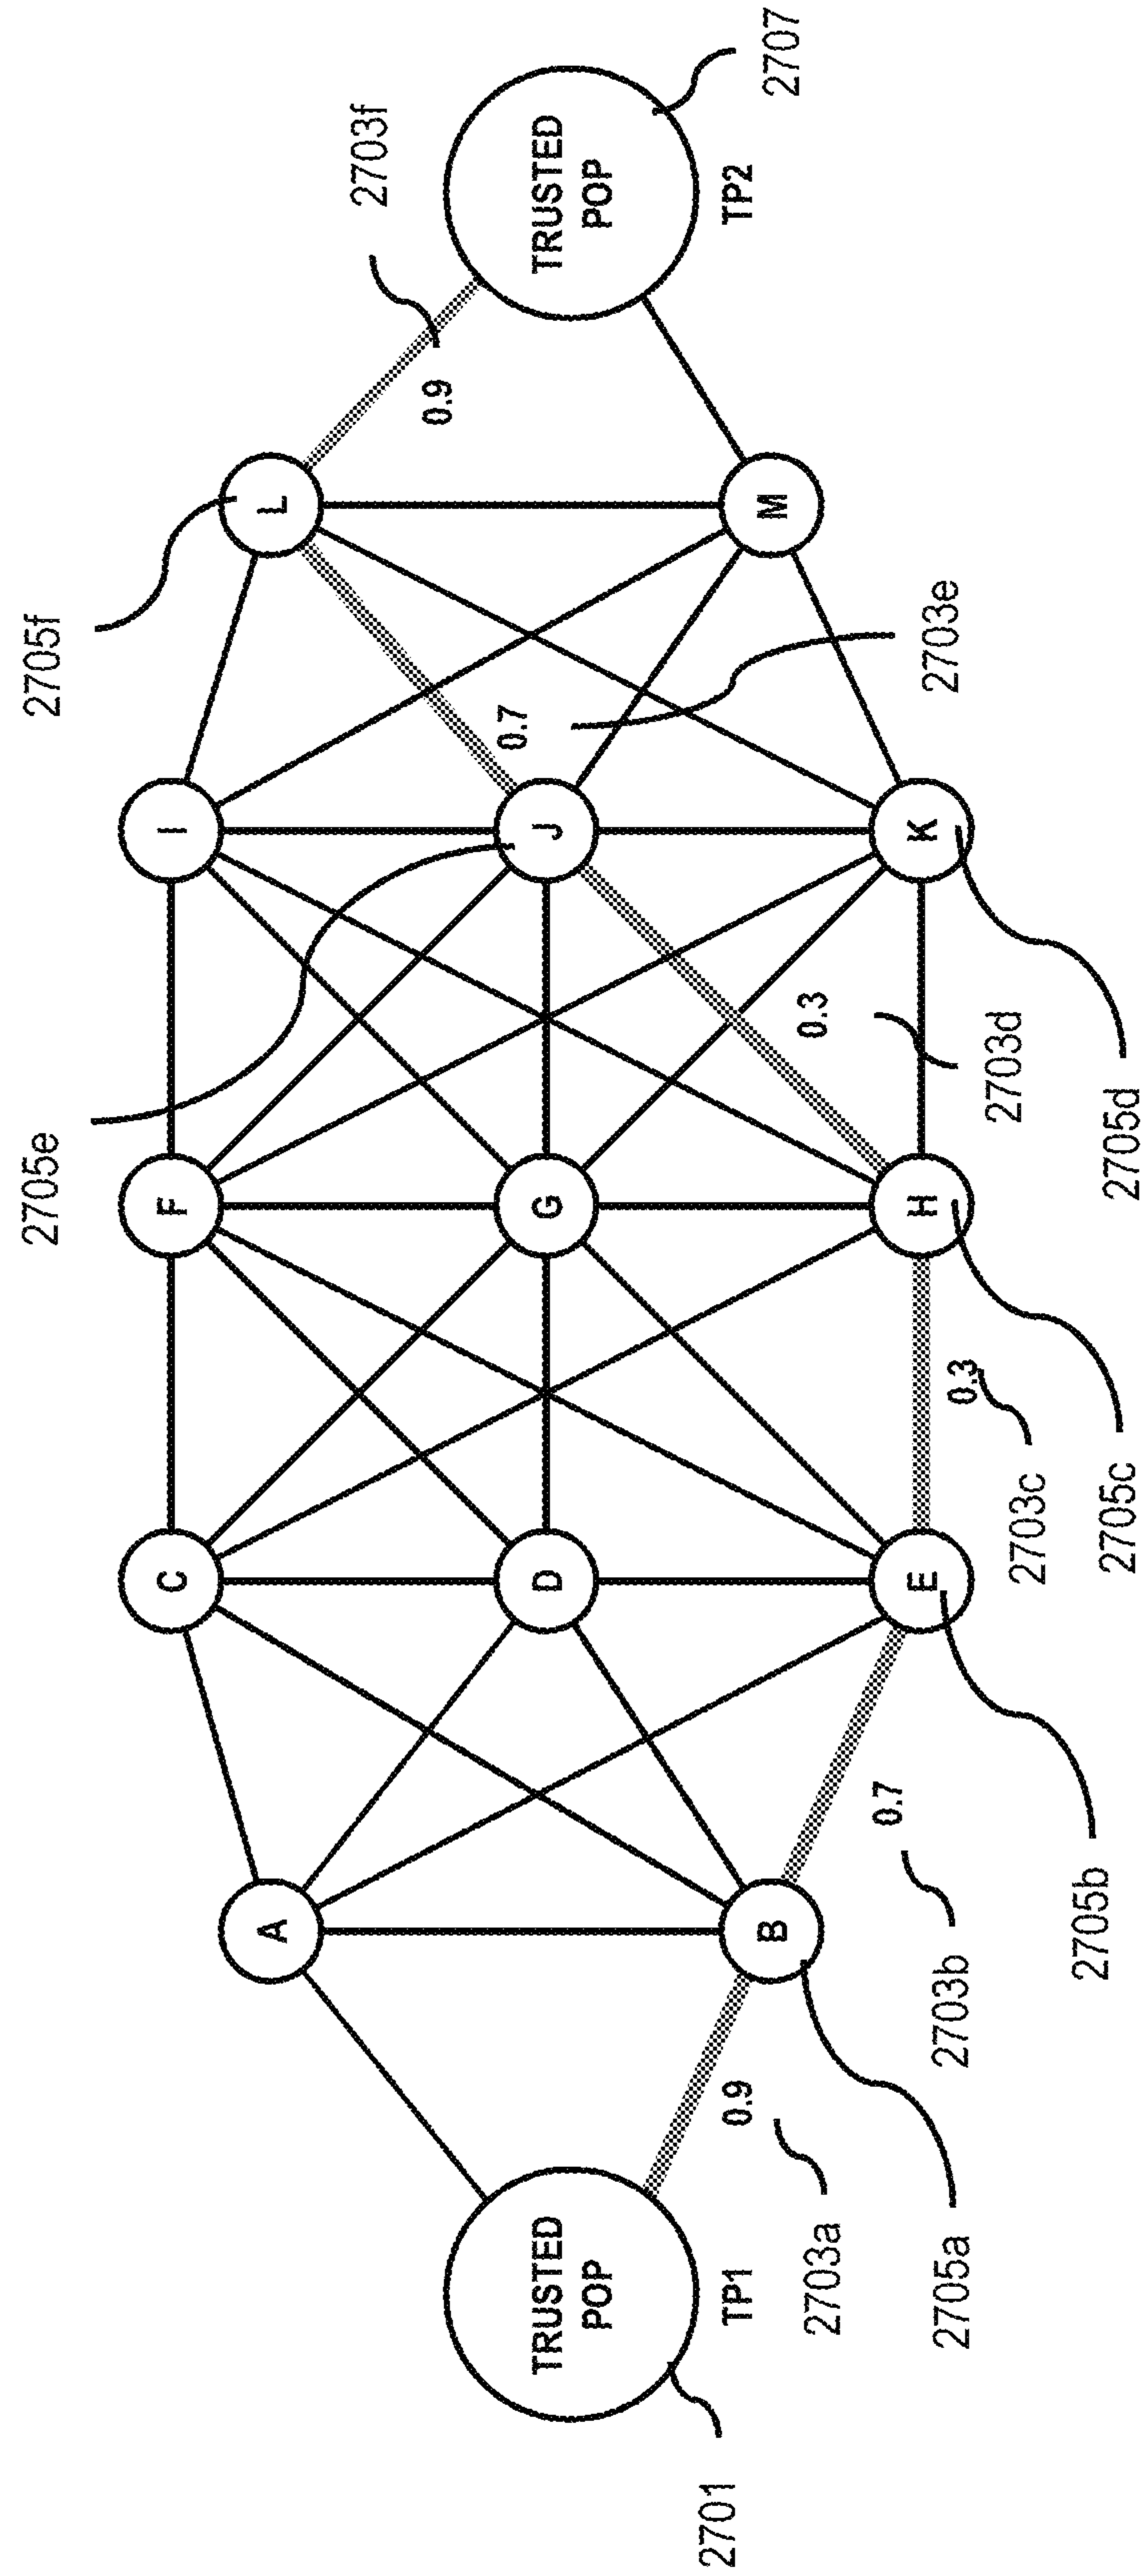 2701
TRUSTED
POP
TP1
2703a
0.9
2705a
A
B
2703b
0.7
2705b
C
D
E
2703c
0.3
2705c
F
G
H
2705e
2703d
0.3
2705d
I
J
K
0.7
2703e
2705f
L
M
0.9
2703f
TRUSTED
POP
TP2
2707